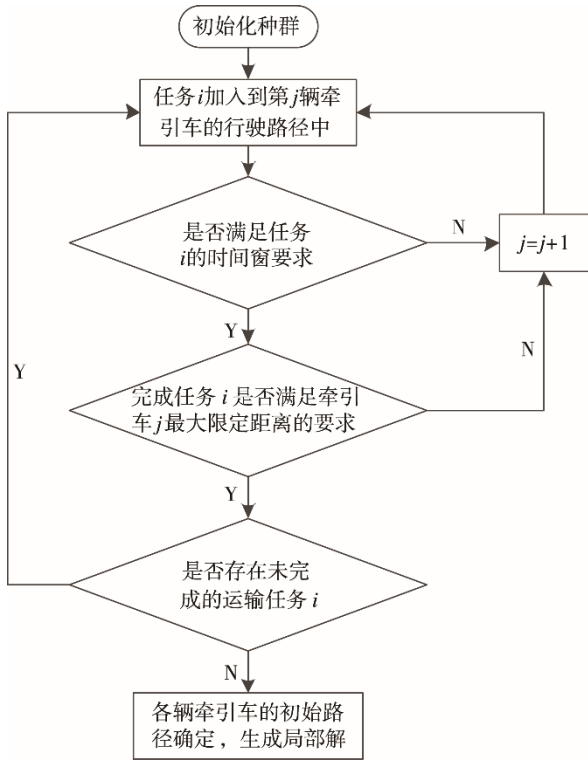 初始化种群
任务i加入到第j辆牵
引车的行驶路径中
是否满足任务
i的时间窗要求
N
j=j+1
Y
N
Y
完成任务 i 是否满足牵引
车j最大限定距离的要求
Y
是否存在未完
成的运输任务 i
N
各辆牵引车的初始路
径确定，生成局部解